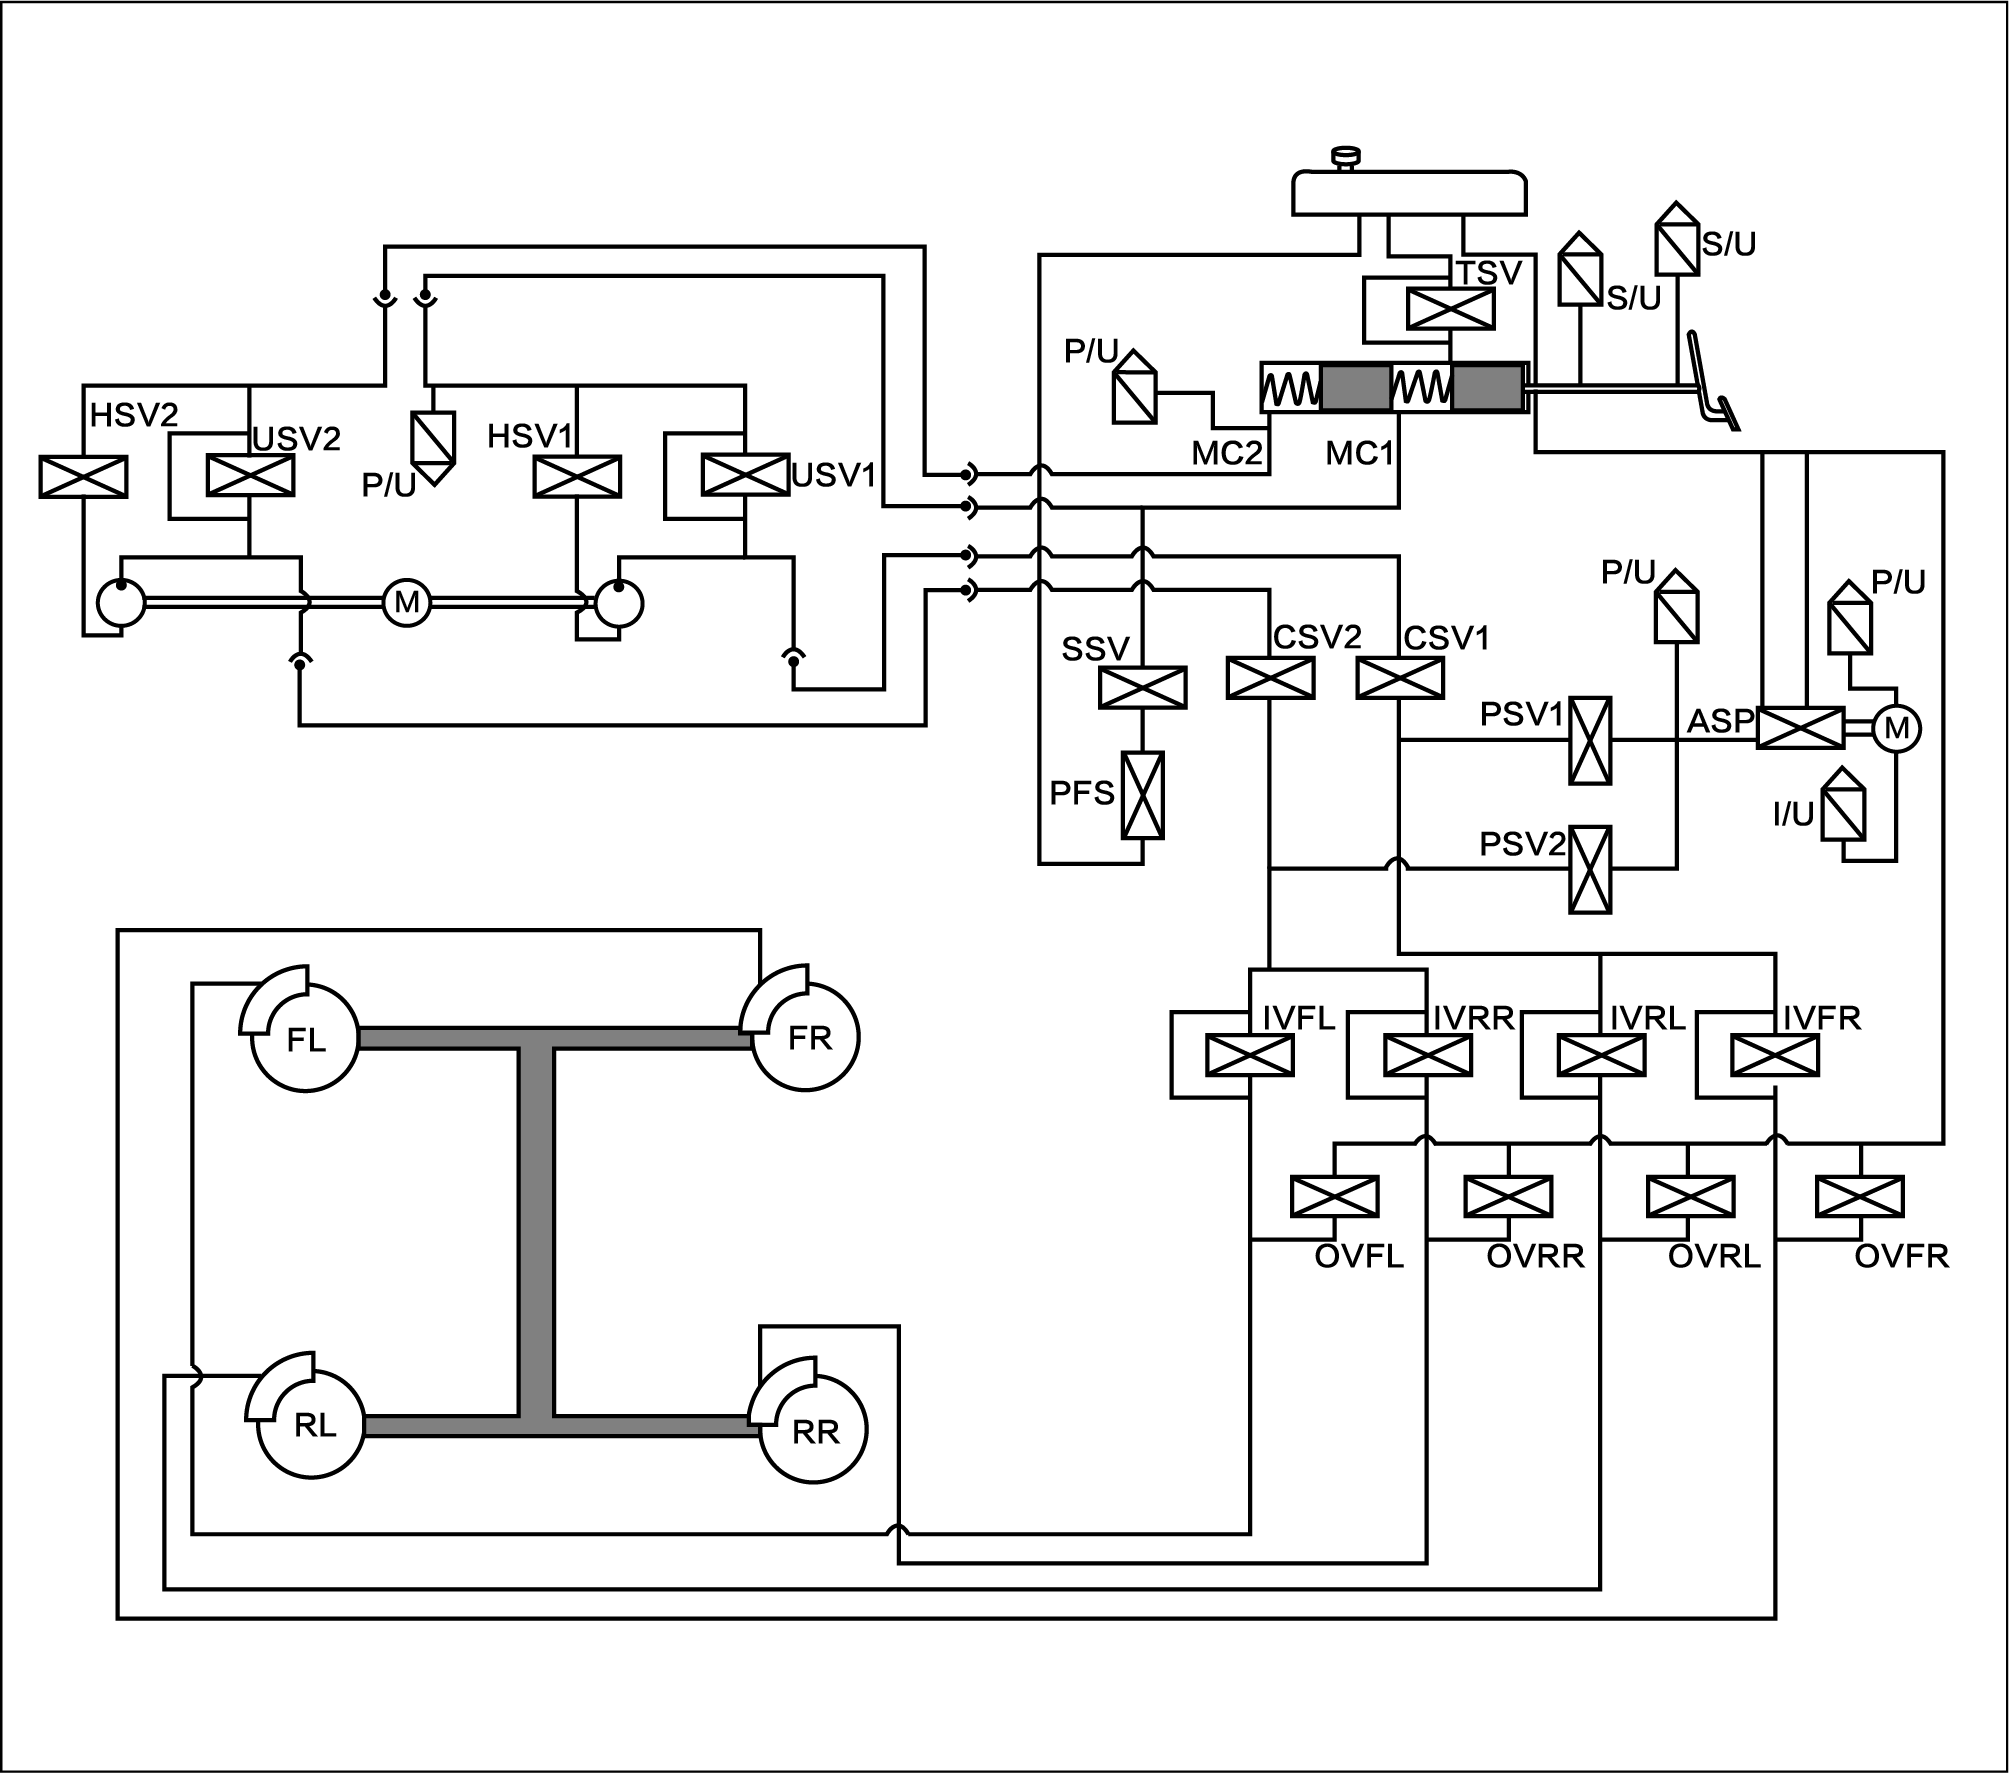 S/U
TSV
S/U
P/U
HSV2
USV2
HSV1
MC2
MC1
P/U
USV1
P/U
P/U
M
CSV2
CSV1
SSV
PSV1
ASP
M
PFS
I/U
PSV2
IVFL
IVRR
IVRL
IVFR
FL
FR
OVFL
OVRR
OVRL
OVFR
RL
RR